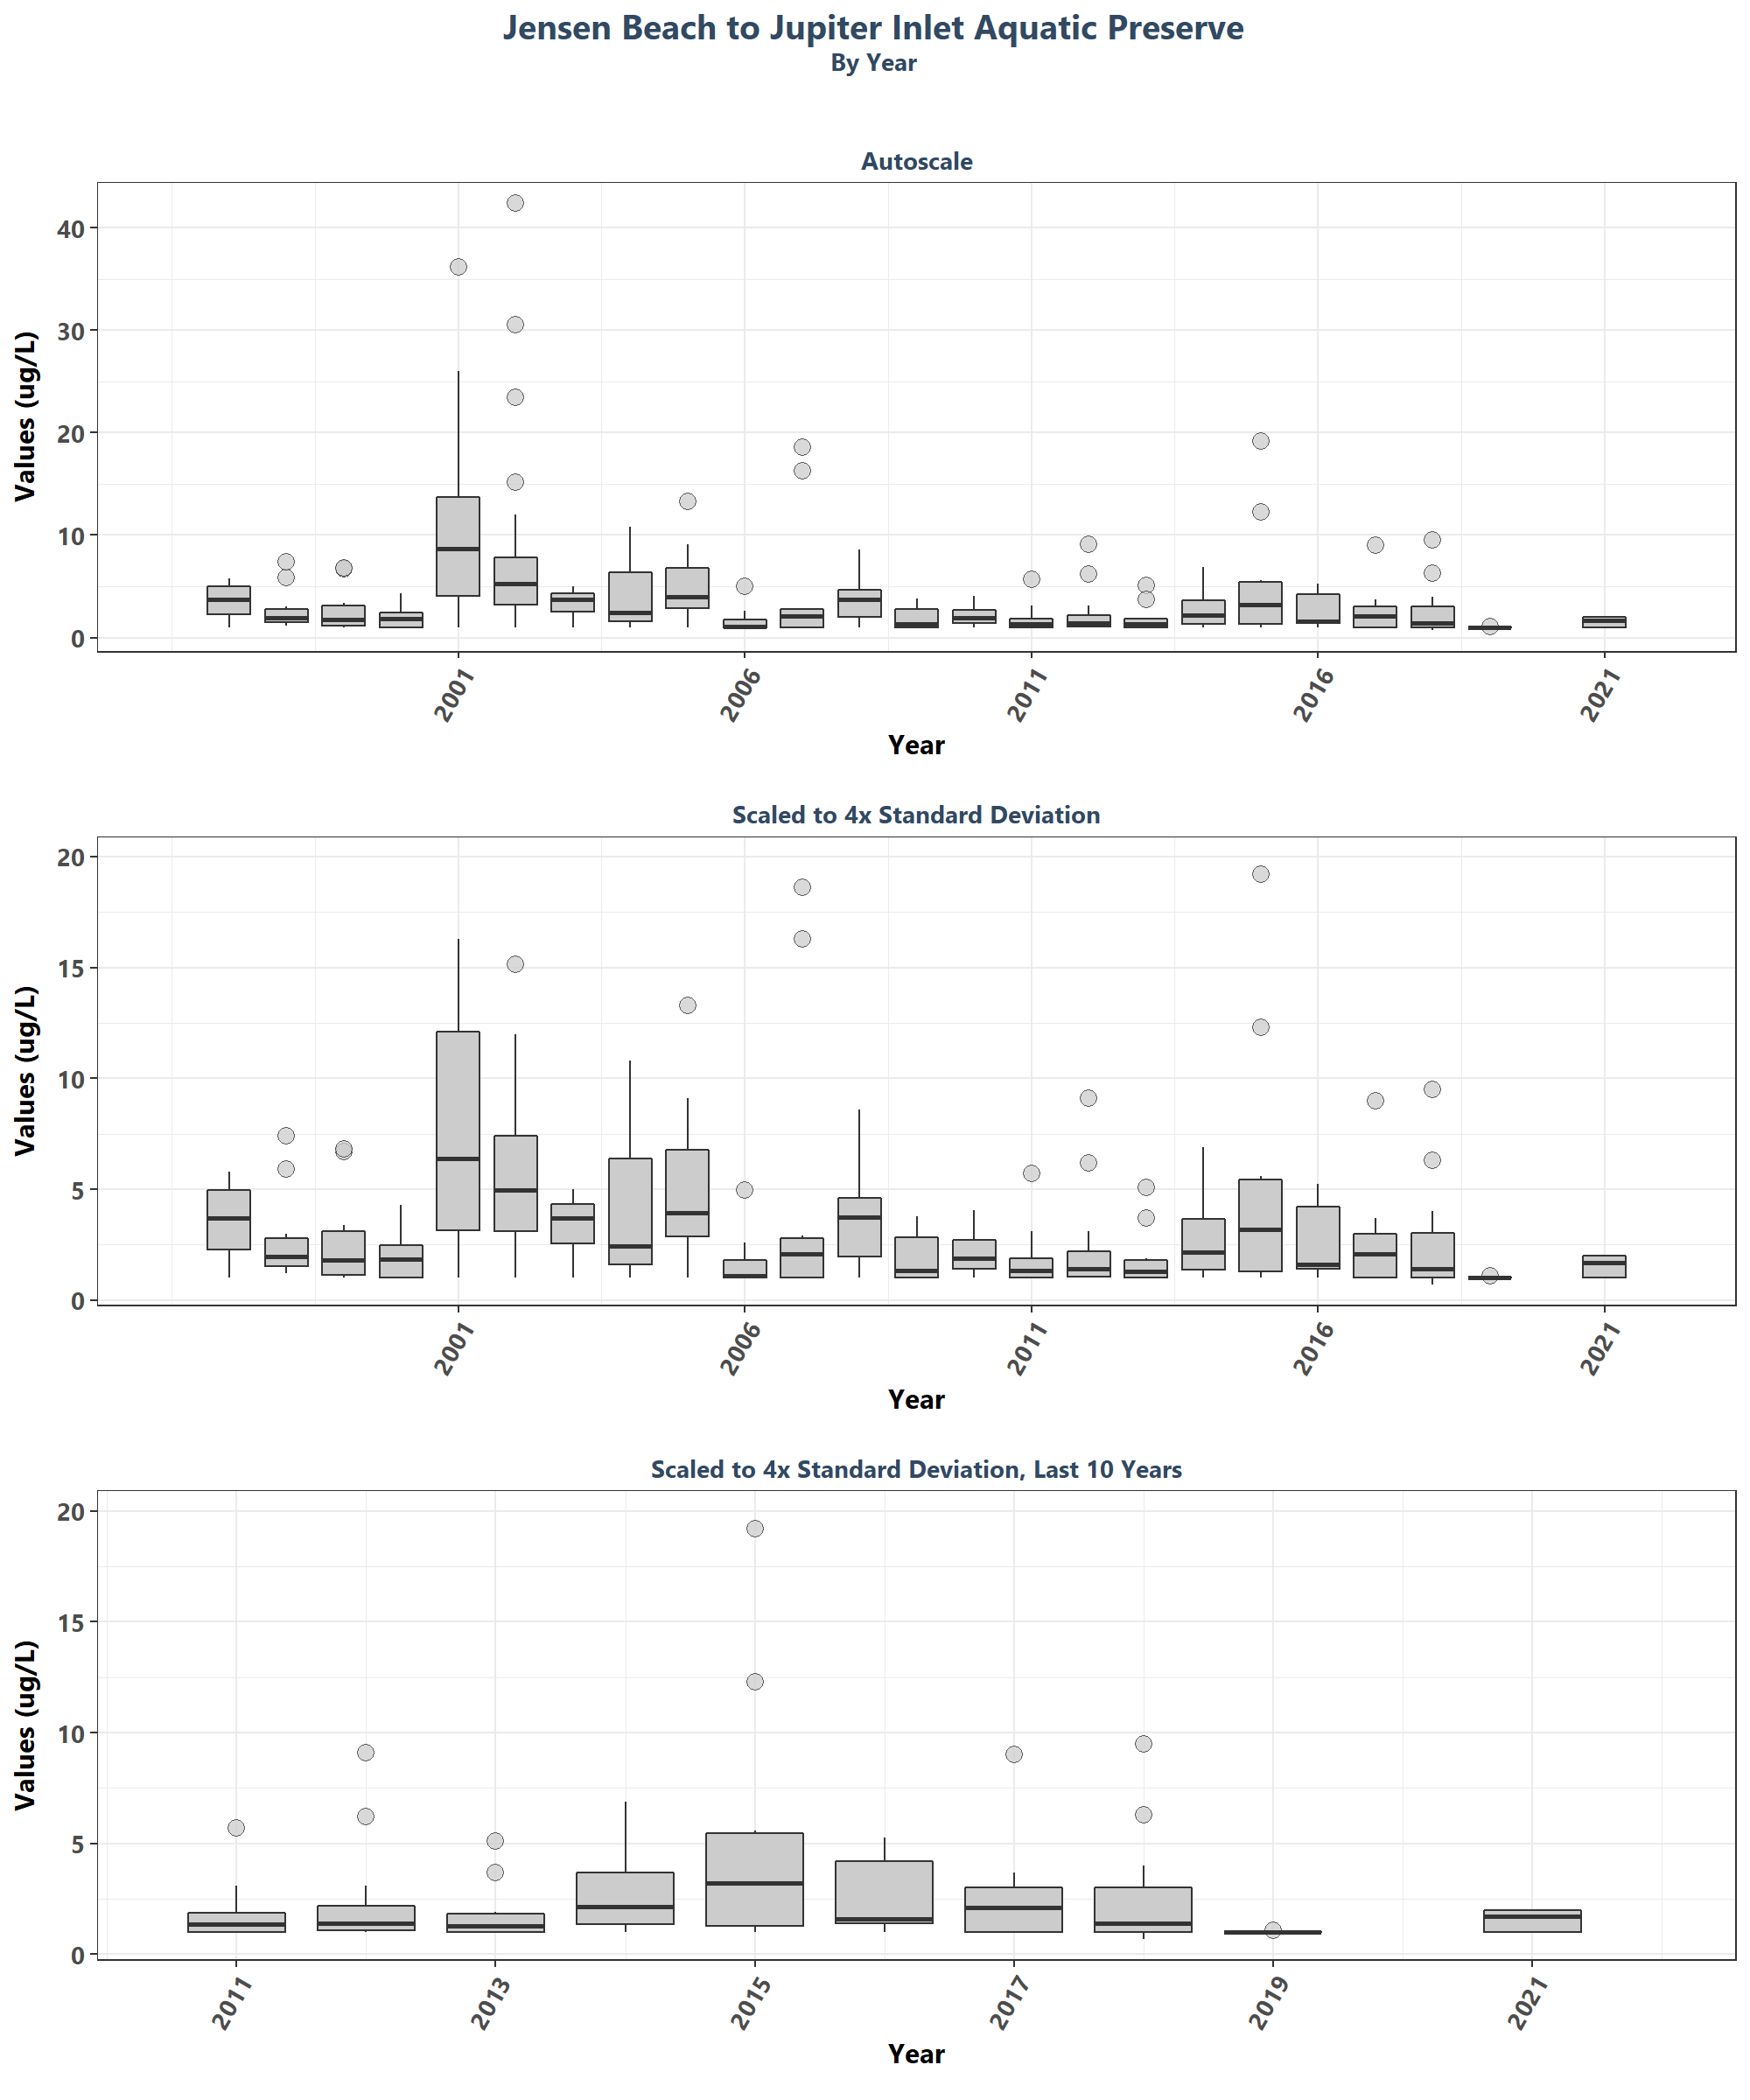 Jensen Beach to Jupiter Inlet Aquatic Preserve
By Year
Autoscale
Values (ug/L)
40
30
20
10
0
2001 2006 2011 2016 2021
Year
Scaled to 4x Standard Deviation
Values (ug/L)
20
15
10
5
0
2001 2006 2011 2016 2021
Year
Scaled to 4x Standard Deviation, Last 10 Years
Values (ug/L)
20
15
10
5
0
2011 2013 2015 2017 2019 2021
Year